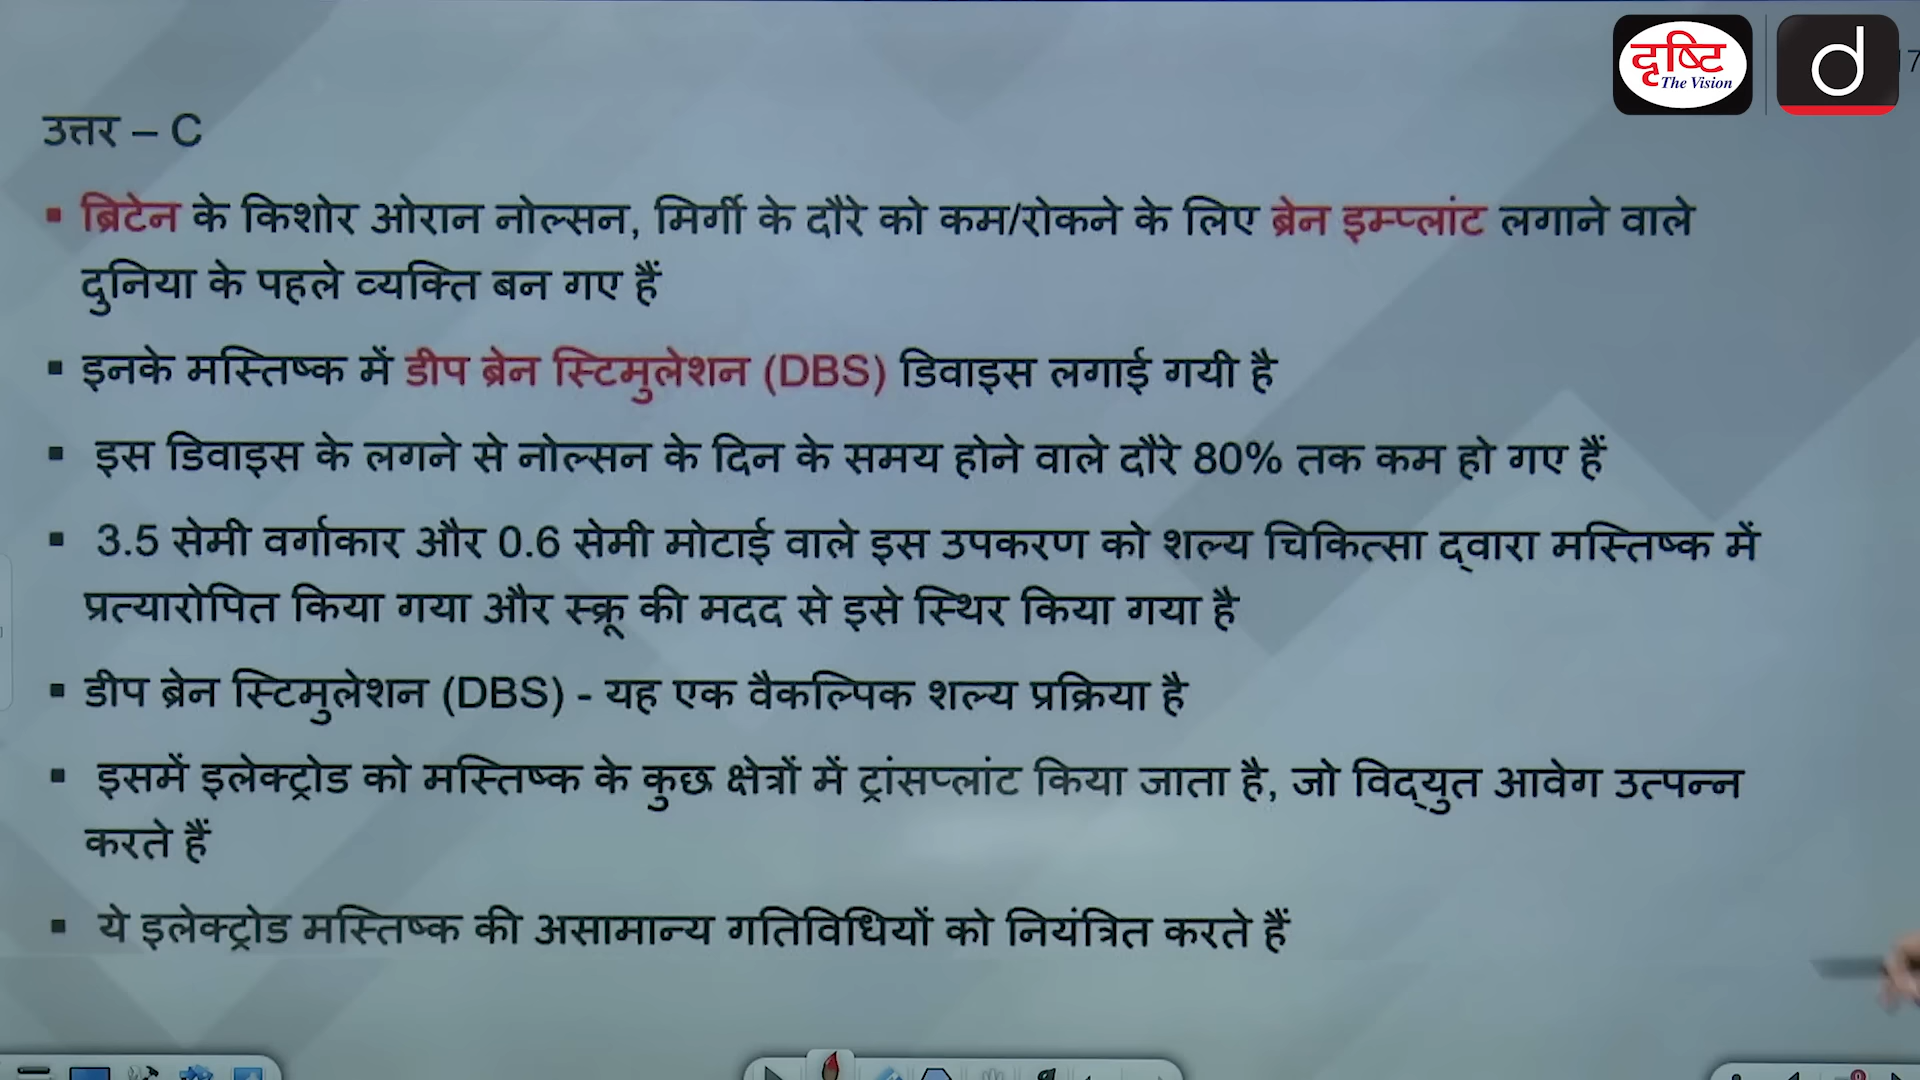 दृष्टि
The Vision
d
17
उत्तर – C
▪ ब्रिटेन के किशोर ओरान नोल्सन, मिर्गी के दौरे को कम/रोकने के लिए ब्रेन इम्प्लांट लगाने वाले
दुनिया के पहले व्यक्ति बन गए हैं
▪ इनके मस्तिष्क में डीप ब्रेन स्टिमुलेशन (DBS) डिवाइस लगाई गयी है
▪ इस डिवाइस के लगने से नोल्सन के दिन के समय होने वाले दौरे 80% तक कम हो गए हैं
▪ 3.5 सेमी वर्गाकार और 0.6 सेमी मोटाई वाले इस उपकरण को शल्य चिकित्सा द्वारा मस्तिष्क में
प्रत्यारोपित किया गया और स्क्रू की मदद से इसे स्थिर किया गया है
▪ डीप ब्रेन स्टिमुलेशन (DBS) - यह एक वैकल्पिक शल्य प्रक्रिया है
▪ इसमें इलेक्ट्रोड को मस्तिष्क के कुछ क्षेत्रों में ट्रांसप्लांट किया जाता है, जो विद्युत आवेग उत्पन्न
करते हैं
▪ ये इलेक्ट्रोड मस्तिष्क की असामान्य गतिविधियों को नियंत्रित करते हैं